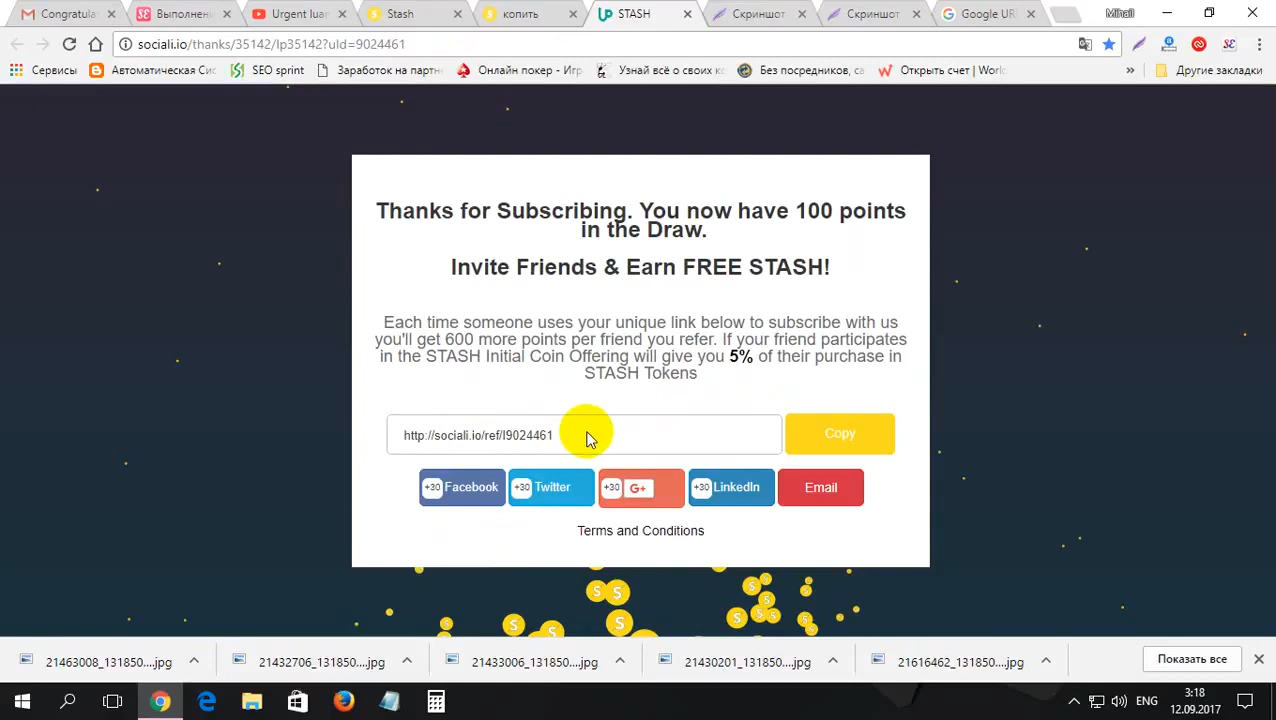 Congratula
Выполнени
Urgent luar
Stash
копить
STASH
Скриншот
Скриншот
Google UR
Mihail
sociali.io/thanks/35142/lp35142?uId=9024461
Сервисы
Автоматическая Сис
SEO sprint
Заработок на партн
Онлайн покер - Игр
Узнай всё о своих к
Без посредников, са
Открыть счет | Worl
»
Другие закладки
Thanks for Subscribing. You now have 100 points
in the Draw.
Invite Friends & Earn FREE STASH!
Each time someone uses your unique link below to subscribe with us
you'll get 600 more points per friend you refer. If your friend participates
in the STASH Initial Coin Offering will give you 5% of their purchase in
STASH Tokens
http://sociali.io/ref/I9024461
Copy
+30 Facebook
+30 Twitter
+30 G+
+30 LinkedIn
Email
Terms and Conditions
21463008_131850....jpg
21432706_131850....jpg
21433006_131850....jpg
21430201_131850....jpg
21616462_131850....jpg
Показать все
ENG
3:18
12.09.2017